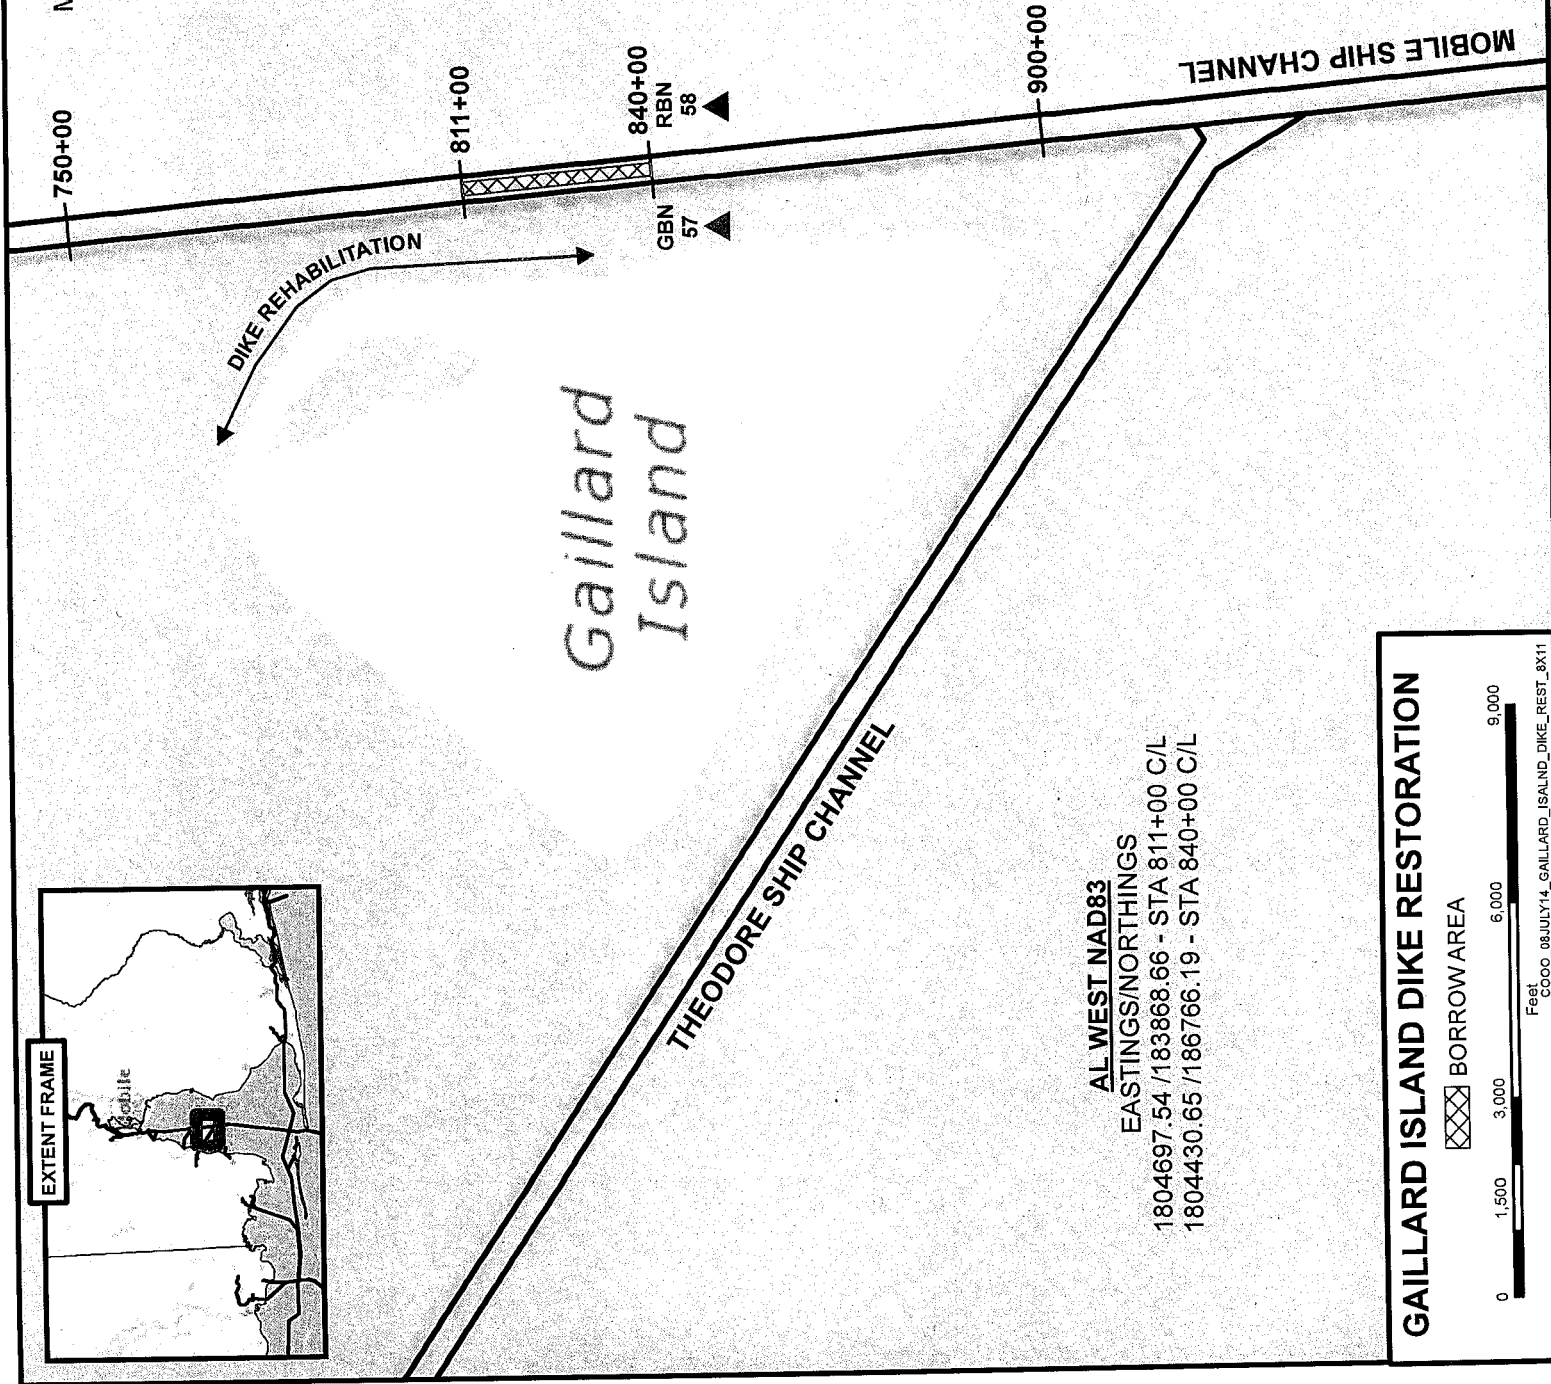 EXTENT FRAME
Mobile
750+00
811+00
840+00
RBN
58
GBN
57
900+00
MOBILE SHIP CHANNEL
DIKE REHABILITATION
Gaillard
Island
THEODORE SHIP CHANNEL
AL WEST NAD83
EASTINGS/NORTHINGS
1804697.54 /183868.66 - STA 811+00 C/L
1804430.65 /186766.19 - STA 840+00 C/L
GAILLARD ISLAND DIKE RESTORATION
BORROW AREA
0 1,500 3,000 6,000 9,000
Feet
COOO 08JULY14_GAILLARD_ISALND_DIKE_REST_8X11